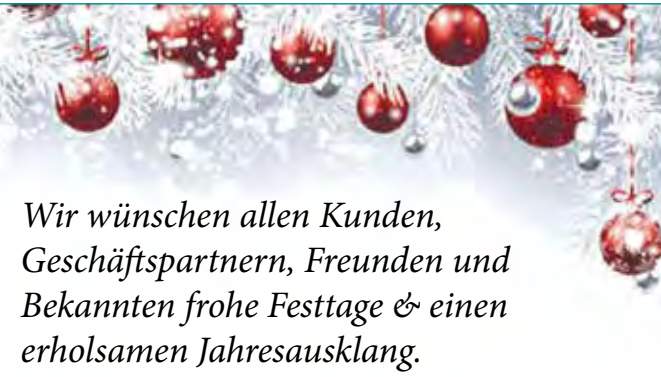 Wir wünschen allen Kunden,
Geschäftspartnern, Freunden und
Bekannten frohe Festtage & einen
erholsamen Jahresausklang.